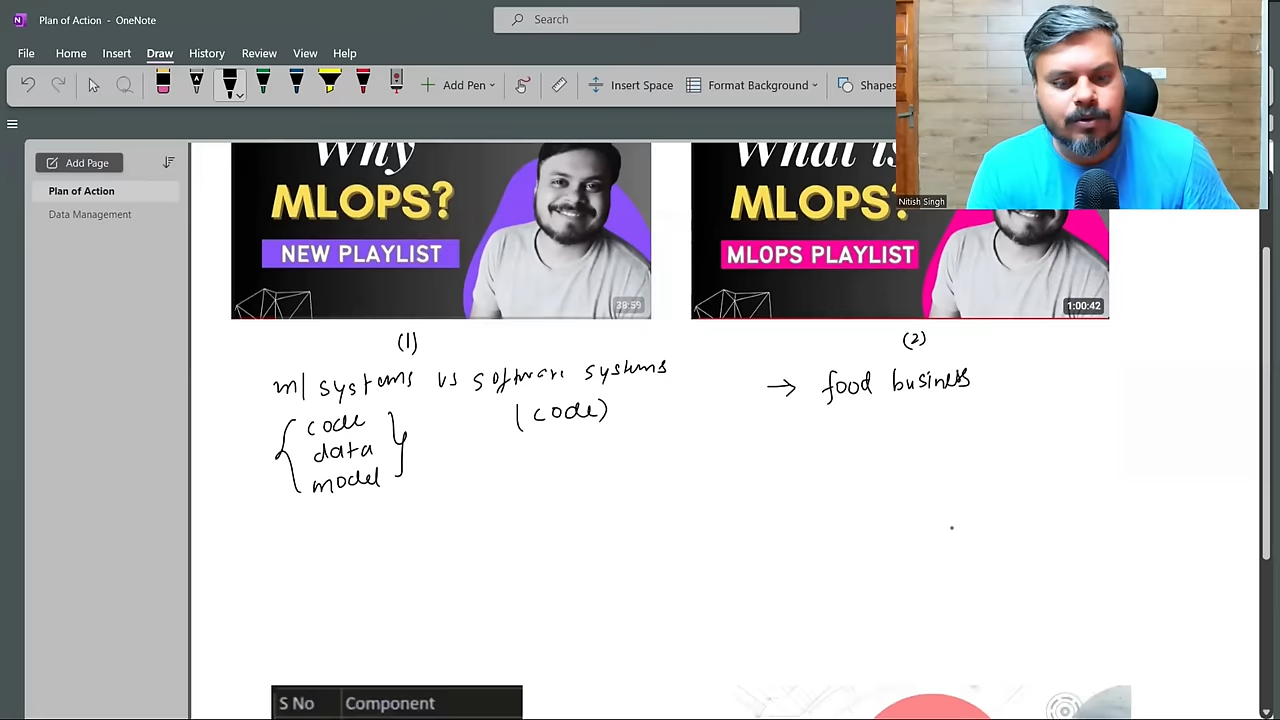 Plan of Action - OneNote
Search
File Home Insert Draw History Review View Help
Add Pen Insert Space Format Background Shapes
Add Page
Plan of Action
Data Management
Nitish Singh
Why
MLOPS?
NEW PLAYLIST
38:59
What is
MLOPS?
MLOPS PLAYLIST
1:00:42
(1)
(2)
ml systems vs software systems
code
data
model
(code)
→ food business
S No Component